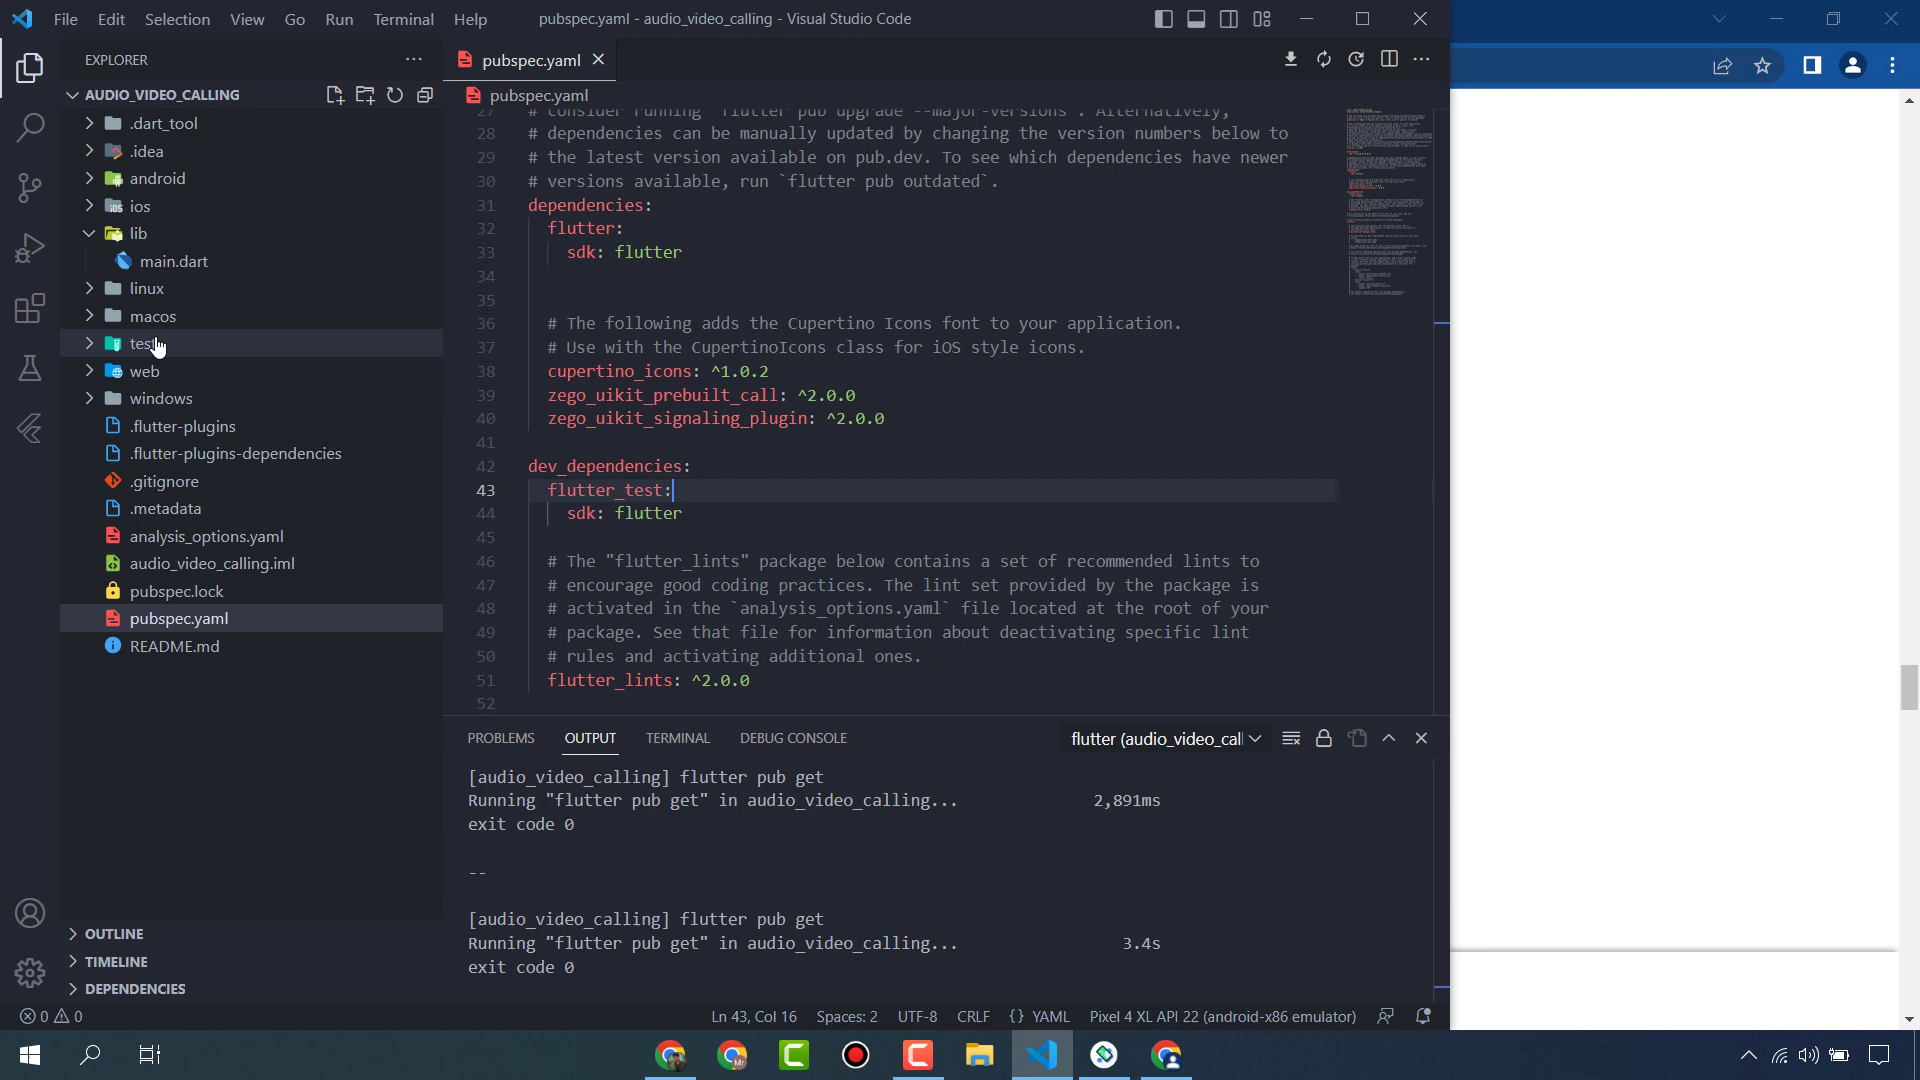 File Edit Selection View Go Run Terminal Help
pubspec.yaml - audio_video_calling - Visual Studio Code
EXPLORER
pubspec.yaml
AUDIO_VIDEO_CALLING
pubspec.yaml
.dart_tool
.idea
android
ios
lib
main.dart
linux
macos
test
web
windows
.flutter-plugins
.flutter-plugins-dependencies
.gitignore
.metadata
analysis_options.yaml
audio_video_calling.iml
pubspec.lock
pubspec.yaml
README.md
OUTLINE
TIMELINE
DEPENDENCIES
27 # consider running `flutter pub upgrade --major-versions`. Alternatively,
28 # dependencies can be manually updated by changing the version numbers below to
29 # the latest version available on pub.dev. To see which dependencies have newer
30 # versions available, run `flutter pub outdated`.
31 dependencies:
32 flutter:
33 sdk: flutter
34
35
36 # The following adds the Cupertino Icons font to your application.
37 # Use with the CupertinoIcons class for iOS style icons.
38 cupertino_icons: ^1.0.2
39 zego_uikit_prebuilt_call: ^2.0.0
40 zego_uikit_signaling_plugin: ^2.0.0
41
42 dev_dependencies:
43 flutter_test:
44 sdk: flutter
45
46 # The "flutter_lints" package below contains a set of recommended lints to
47 # encourage good coding practices. The lint set provided by the package is
48 # activated in the `analysis_options.yaml` file located at the root of your
49 # package. See that file for information about deactivating specific lint
50 # rules and activating additional ones.
51 flutter_lints: ^2.0.0
52
PROBLEMS OUTPUT TERMINAL DEBUG CONSOLE
flutter (audio_video_call
[audio_video_calling] flutter pub get
Running "flutter pub get" in audio_video_calling... 2,891ms
exit code 0
--
[audio_video_calling] flutter pub get
Running "flutter pub get" in audio_video_calling... 3.4s
exit code 0
0 0
Ln 43, Col 16 Spaces: 2 UTF-8 CRLF {} YAML Pixel 4 XL API 22 (android-x86 emulator)